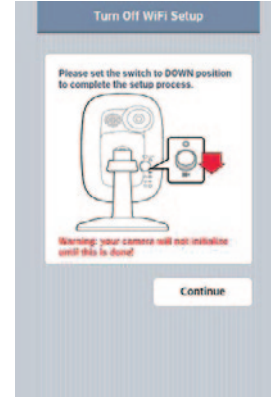 Turn Off WiFi Setup
Please set the switch to DOWN position
to complete the setup process.
Warning: your camera will not initialize
until this is done!
Continue